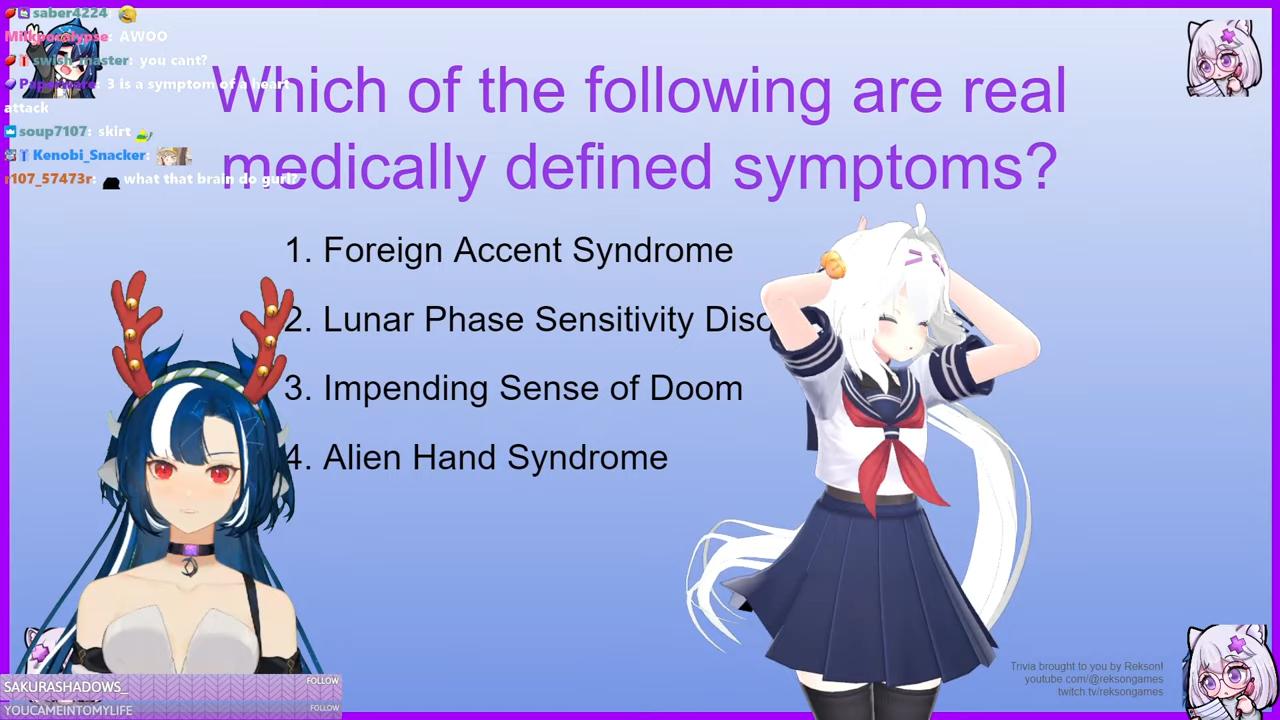 saber4224:
Milkpocalypse: AWOO
swish_master: you cant?
3 is a symptom of a heart
attack
soup7107: skirt
Kenobi_Snacker:
r107_57473r: what that brain do gurl?
Which of the following are real
medically defined symptoms?
1. Foreign Accent Syndrome
2. Lunar Phase Sensitivity Diso
3. Impending Sense of Doom
4. Alien Hand Syndrome
Trivia brought to you by Rekson!
youtube.com/@reksongames
twitch.tv/reksongames
SAKURASHADOWS_ FOLLOW
YOUCAMEINTOMYLIFE FOLLOW